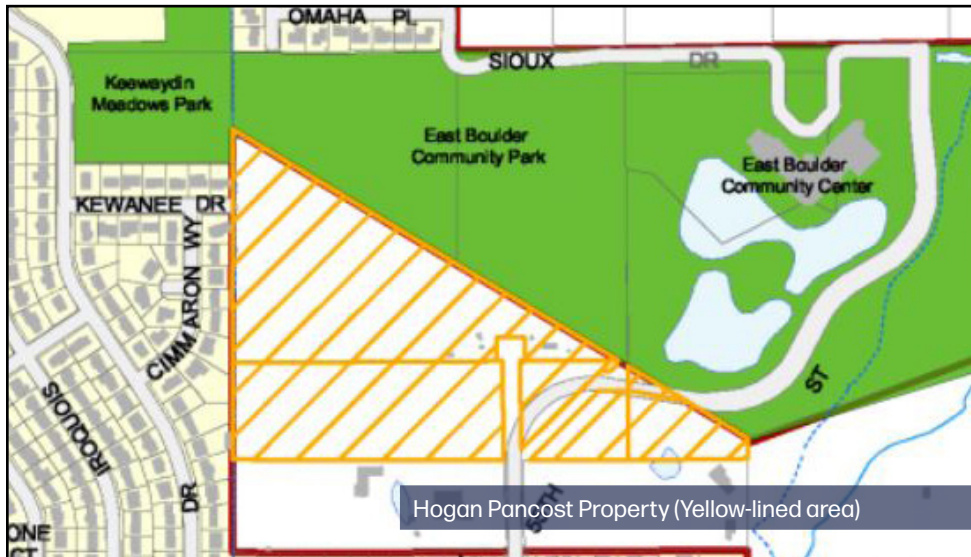 OMAHA PL
SIOUX DR
Keewaydin
Meadows Park
East Boulder
Community Park
East Boulder
Community Center
KEWANEE DR
CIMMARON WY
IROQUOIS
DR
ST
55TH
ONE
CT
Hogan Pancost Property (Yellow-lined area)